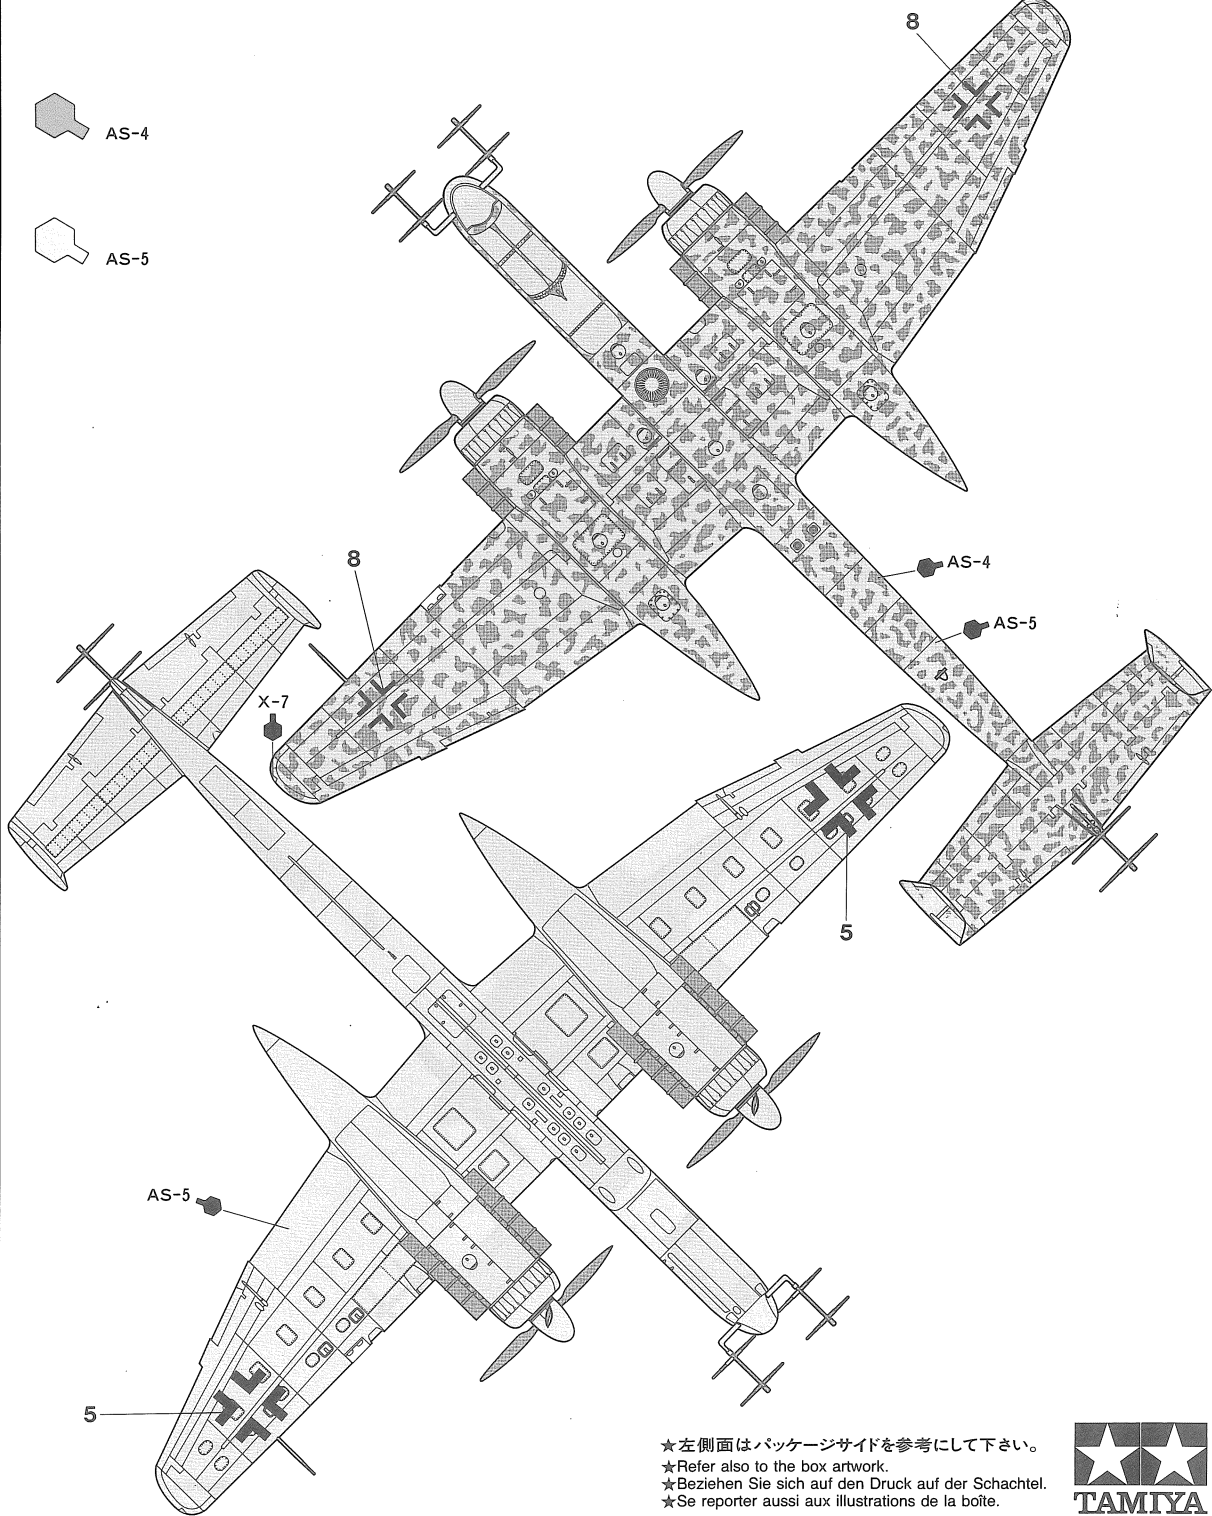 8
AS-4
AS-5
8
AS-4
AS-5
X-7
5
AS-5
5
★左側面はパッケージサイドを参考にして下さい。
★Refer also to the box artwork.
★Beziehen Sie sich auf den Druck auf der Schachtel.
★Se reporter aussi aux illustrations de la boîte.
TAMIYA